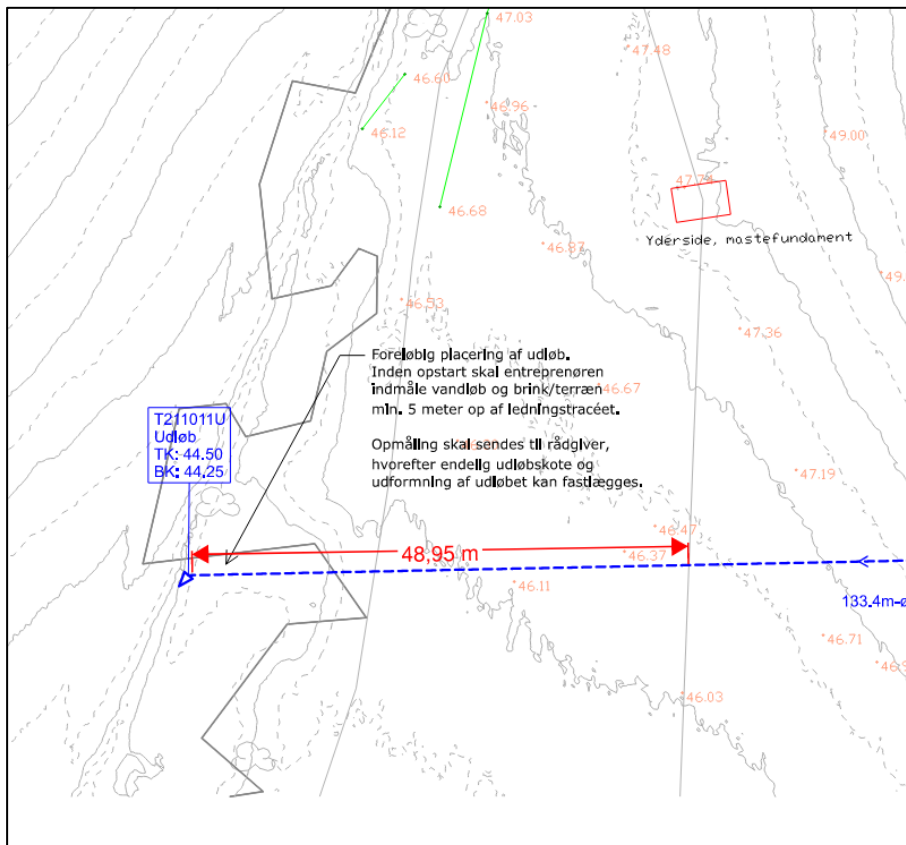 47.03
47.48
46.60
46.96
46.12
49.00
47.74
46.68
Yderside, mastefundament
46.87
46.53
47.36
Foreløbig placering af udløb.
Inden opstart skal entreprenøren
indmåle vandløb og brink/terræn
min. 5 meter op af ledningstracéet.
46.67
T211011U
Udløb
TK: 44.50
BK: 44.25
Opmåling skal sendes til rådgiver,
hvorefter endelig udløbskote og
udformning af udløbet kan fastlægges.
47.19
46.47
48,95 m
46.37
46.11
133.4m-ø
46.71
46.03